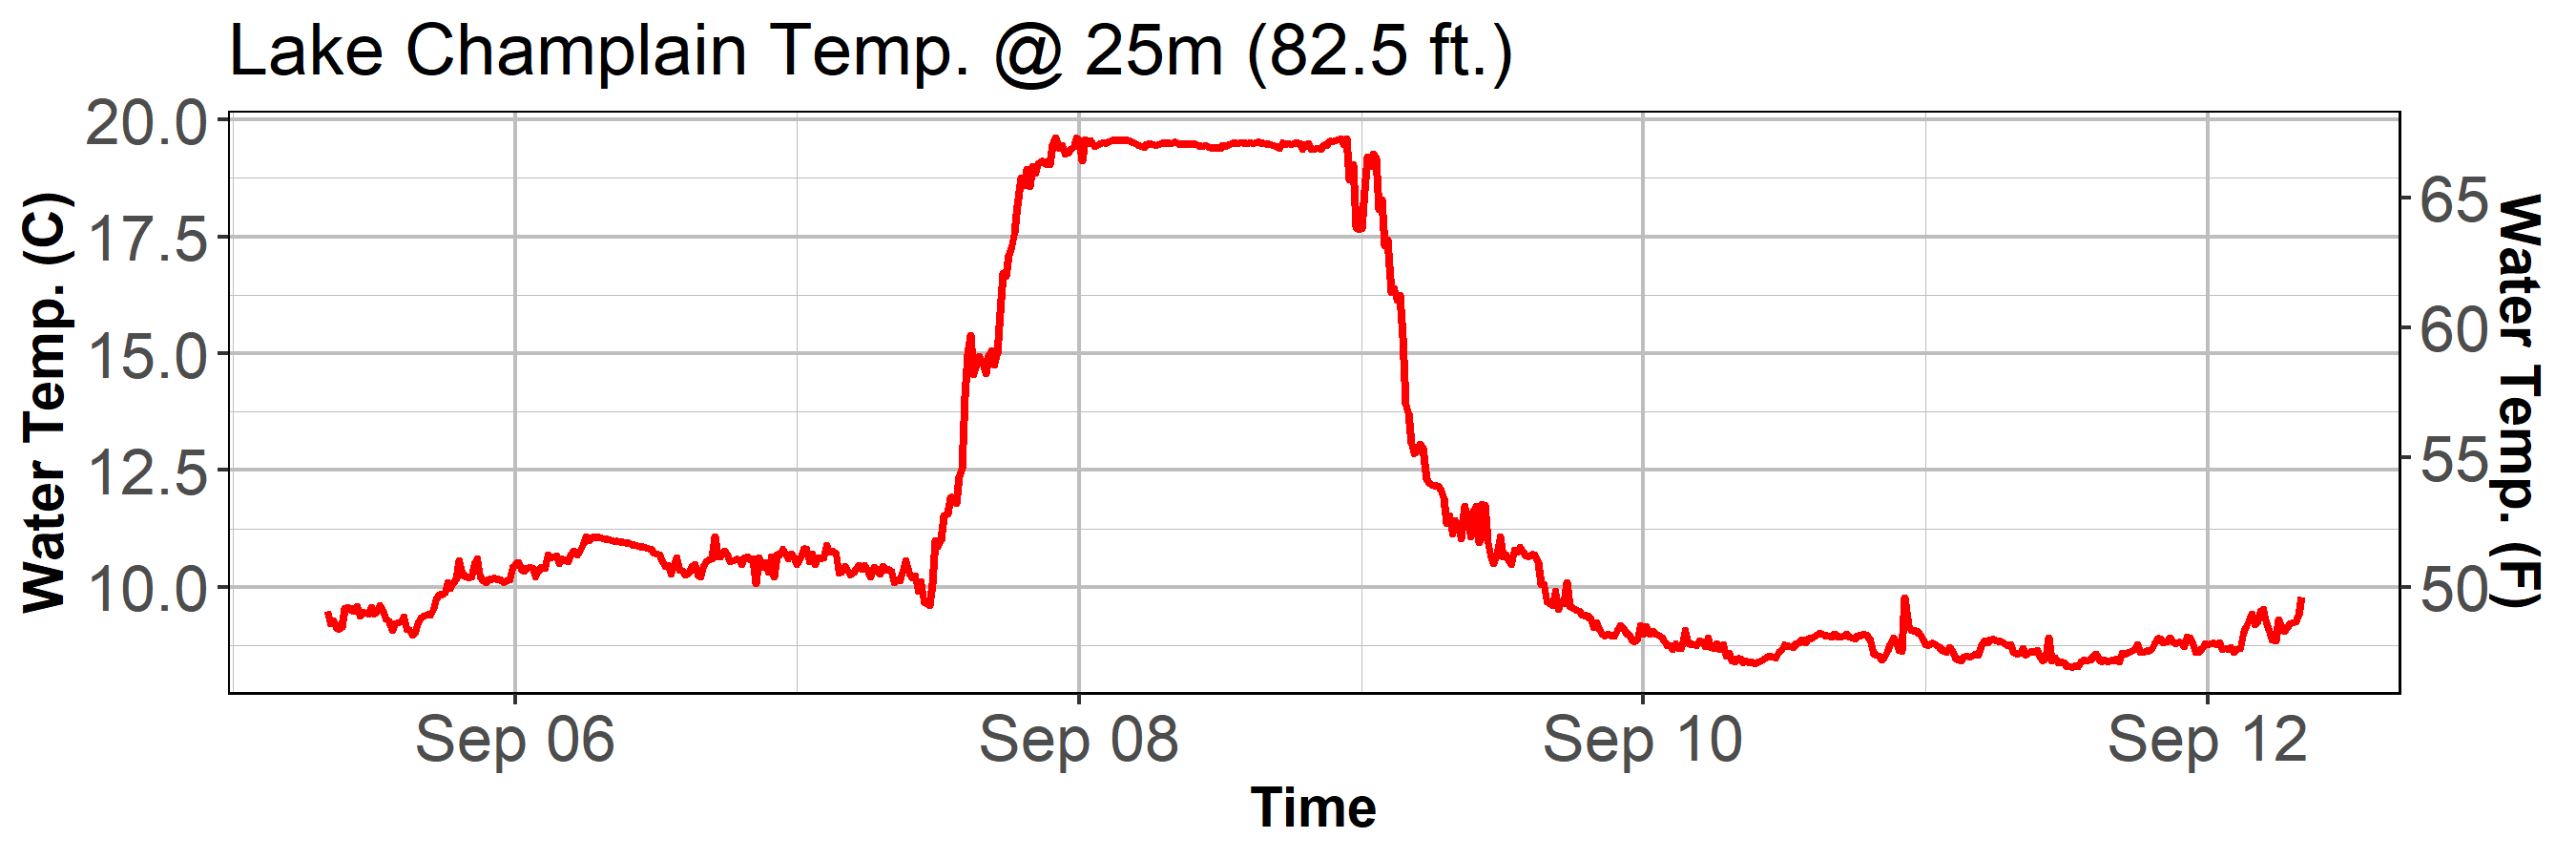 Lake Champlain Temp. @ 25m (82.5 ft.)
Water Temp. (C)
20.0
17.5
15.0
12.5
10.0
65
60
55
50
Water Temp. (F)
Sep 06 Sep 08 Sep 10 Sep 12
Time